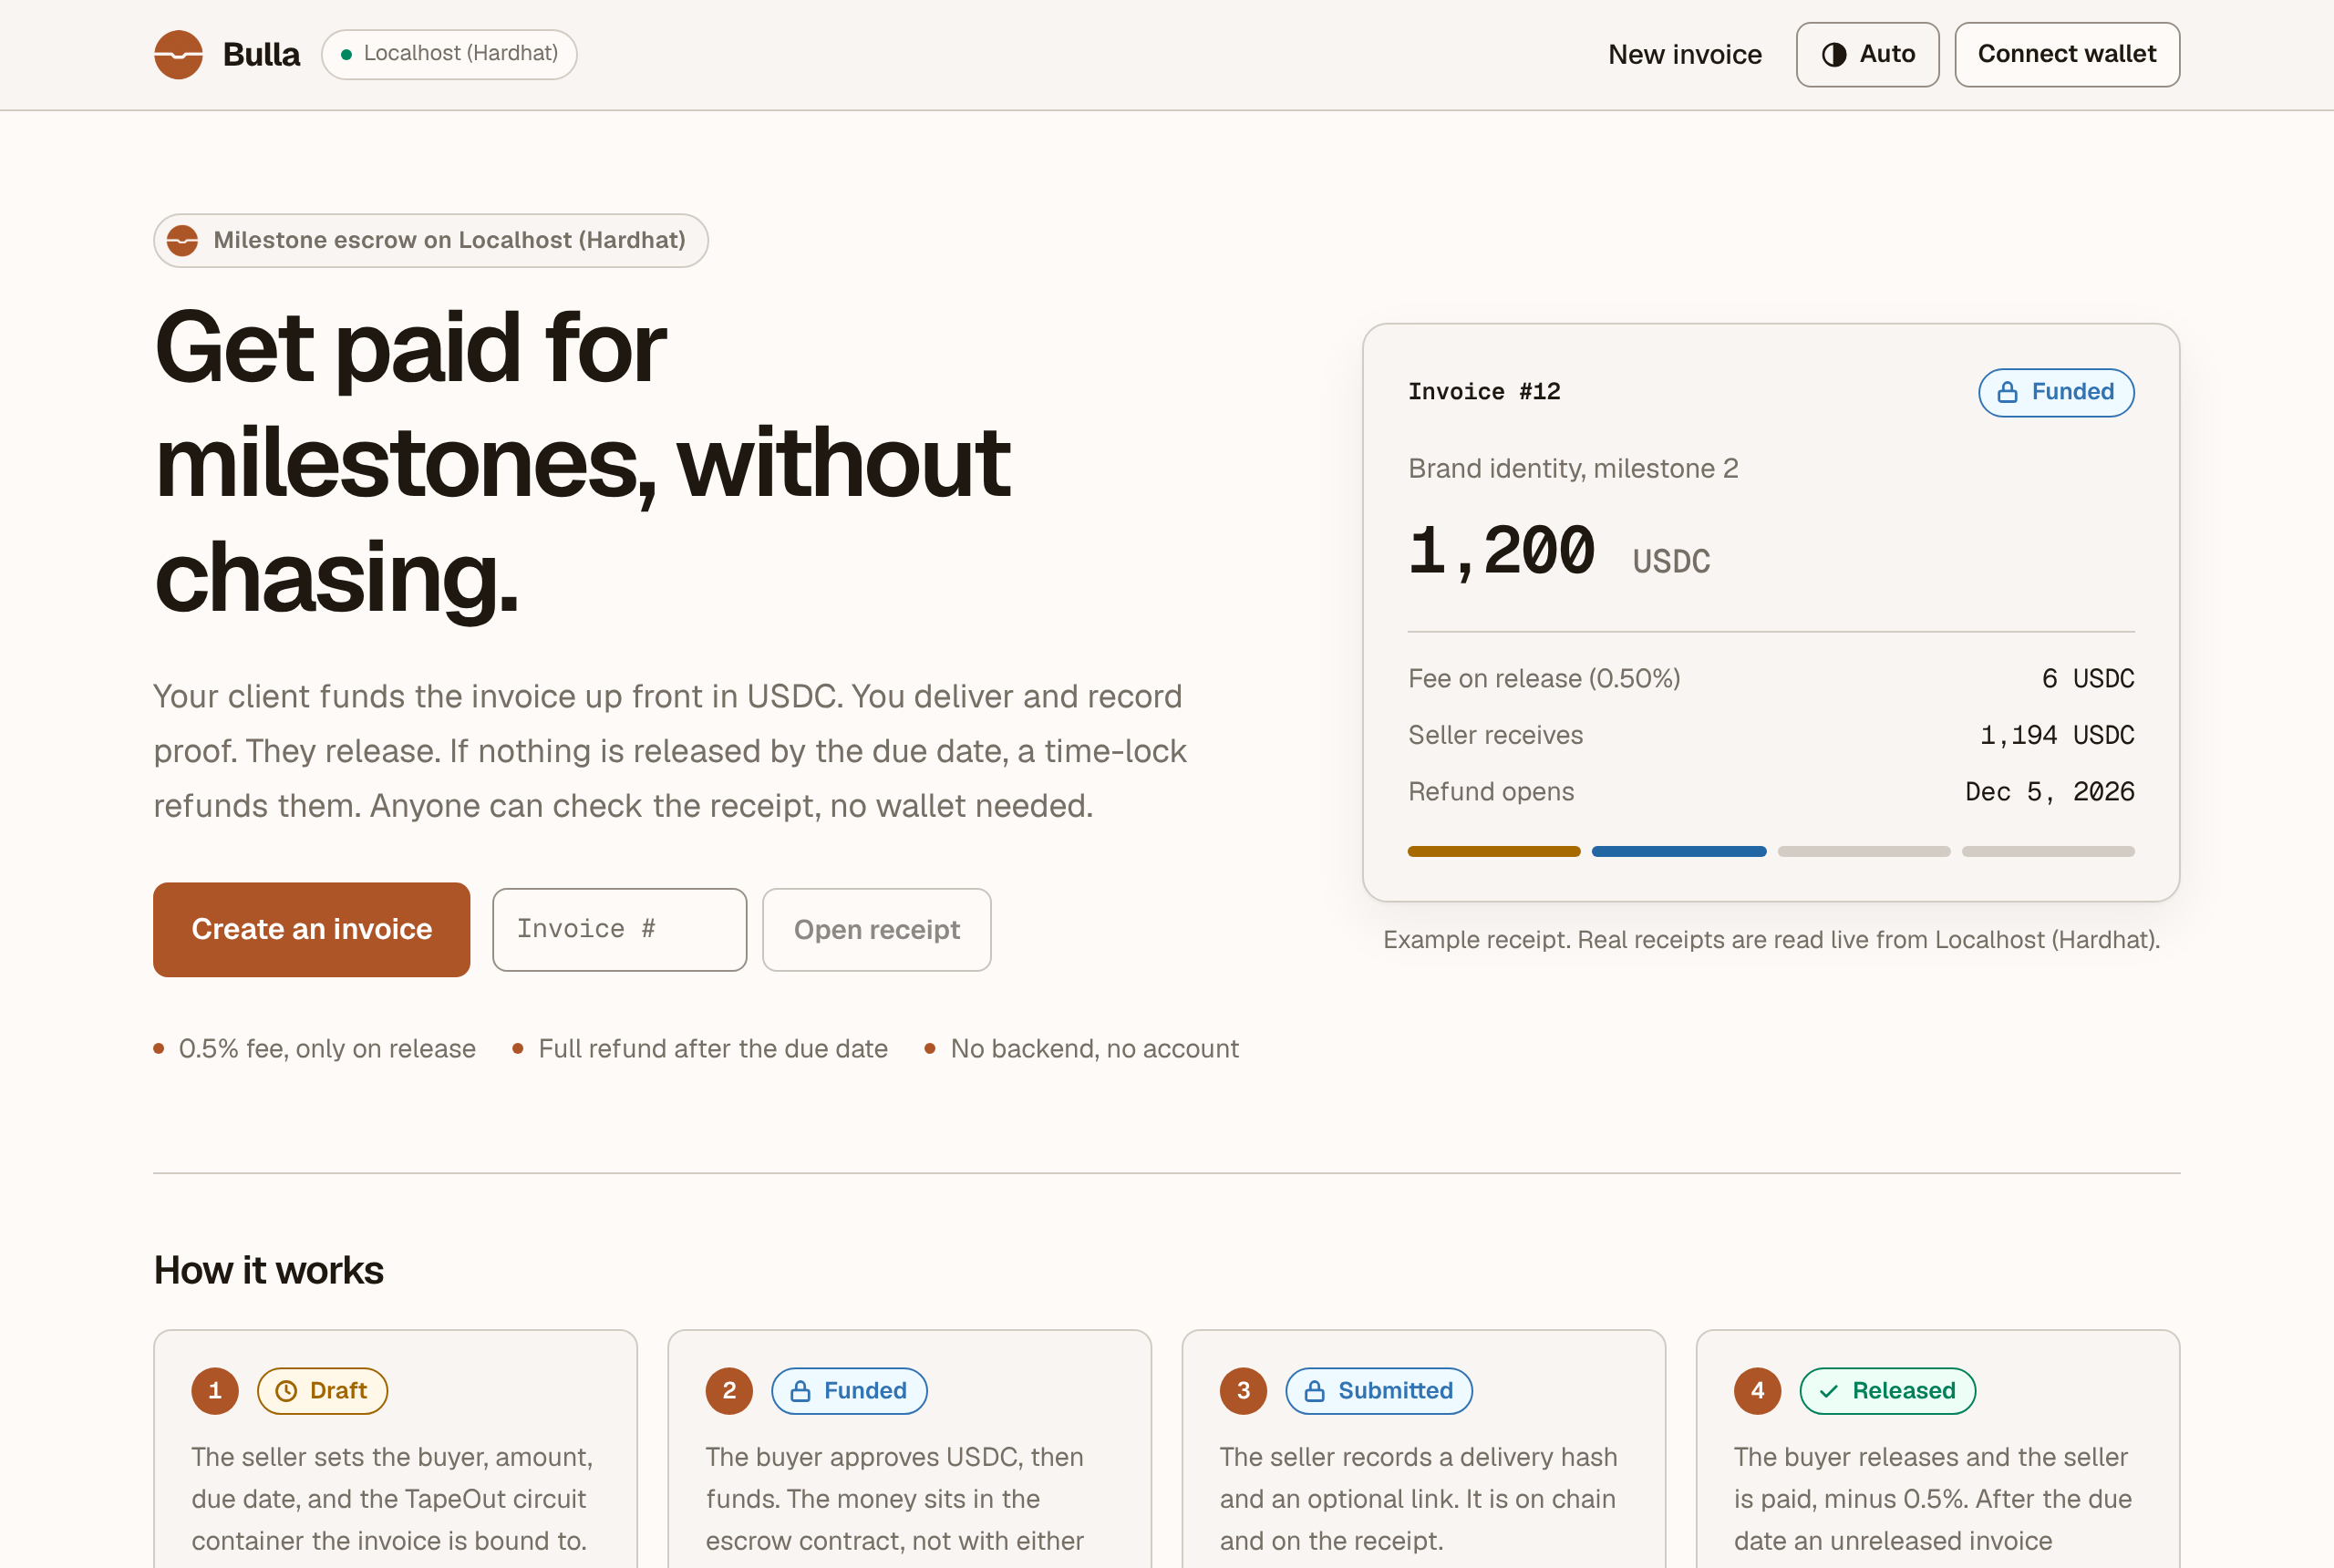 Bulla
Localhost (Hardhat)
New invoice
Auto
Connect wallet
Milestone escrow on Localhost (Hardhat)
Get paid for
milestones, without
chasing.
Your client funds the invoice up front in USDC. You deliver and record
proof. They release. If nothing is released by the due date, a time-lock
refunds them. Anyone can check the receipt, no wallet needed.
Create an invoice
Invoice #
Open receipt
0.5% fee, only on release
Full refund after the due date
No backend, no account
Invoice #12
Funded
Brand identity, milestone 2
1,200 USDC
Fee on release (0.50%) 6 USDC
Seller receives 1,194 USDC
Refund opens Dec 5, 2026
Example receipt. Real receipts are read live from Localhost (Hardhat).
How it works
1 Draft
The seller sets the buyer, amount,
due date, and the TapeOut circuit
container the invoice is bound to.
2 Funded
The buyer approves USDC, then
funds. The money sits in the
escrow contract, not with either
3 Submitted
The seller records a delivery hash
and an optional link. It is on chain
and on the receipt.
4 Released
The buyer releases and the seller
is paid, minus 0.5%. After the due
date an unreleased invoice